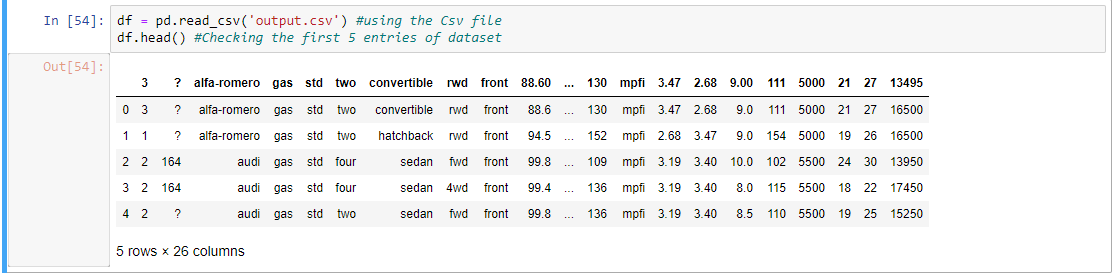 In [54]: df = pd.read_csv('output.csv') #using the Csv file
df.head() #Checking the first 5 entries of dataset
Out[54]:
3 ? alfa-romero gas std two convertible rwd front 88.60 ... 130 mpfi 3.47 2.68 9.00 111 5000 21 27 13495
0 3 ? alfa-romero gas std two convertible rwd front 88.6 ... 130 mpfi 3.47 2.68 9.0 111 5000 21 27 16500
1 1 ? alfa-romero gas std two hatchback rwd front 94.5 ... 152 mpfi 2.68 3.47 9.0 154 5000 19 26 16500
2 2 164 audi gas std four sedan fwd front 99.8 ... 109 mpfi 3.19 3.40 10.0 102 5500 24 30 13950
3 2 164 audi gas std four sedan 4wd front 99.4 ... 136 mpfi 3.19 3.40 8.0 115 5500 18 22 17450
4 2 ? audi gas std two sedan fwd front 99.8 ... 136 mpfi 3.19 3.40 8.5 110 5500 19 25 15250
5 rows × 26 columns